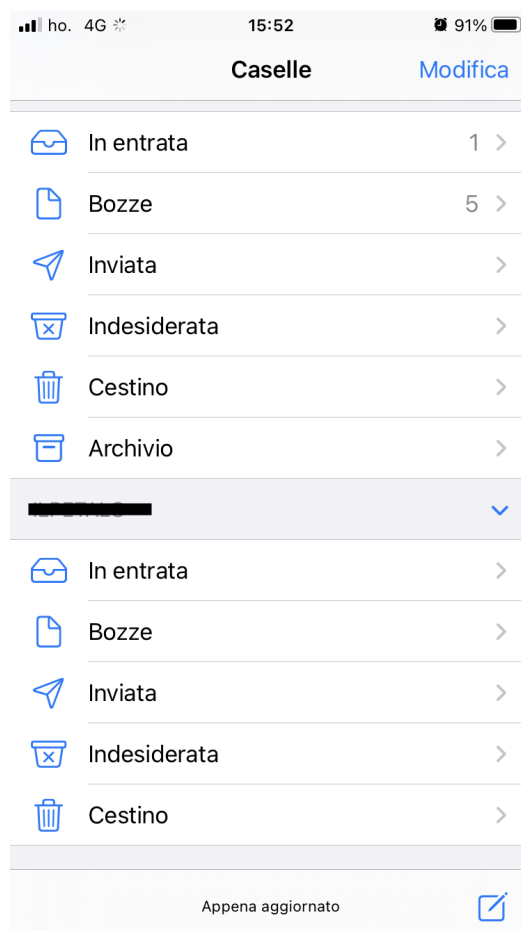 ho. 4G 15:52 91%
Caselle Modifica
In entrata 1
Bozze 5
Inviata
Indesiderata
Cestino
Archivio
In entrata
Bozze
Inviata
Indesiderata
Cestino
Appena aggiornato